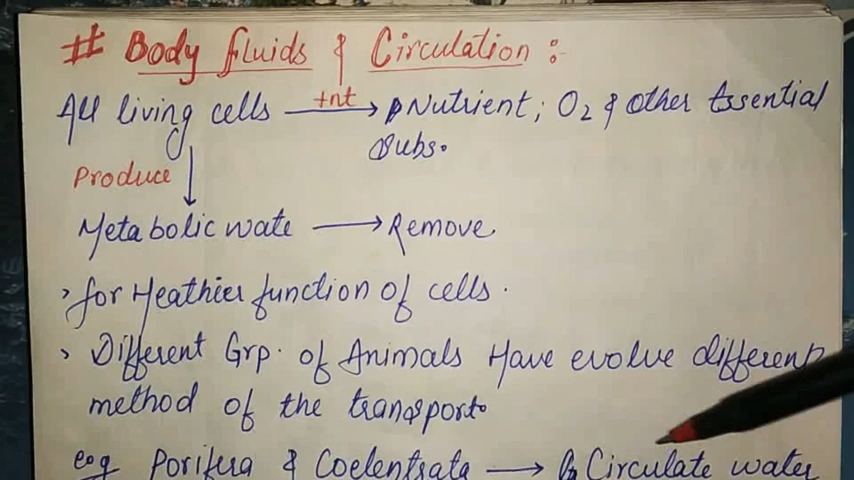 # Body fluids & Circulation :-
All living cells +nt → Nutrient; O2 & other Essential
Subs.
Produce
Metabolic wate → Remove
> for Heathier function of cells.
> Different Grp. of Animals Have evolve different
method of the transport.
e.g Porifera & Coelentrata → Circulate water